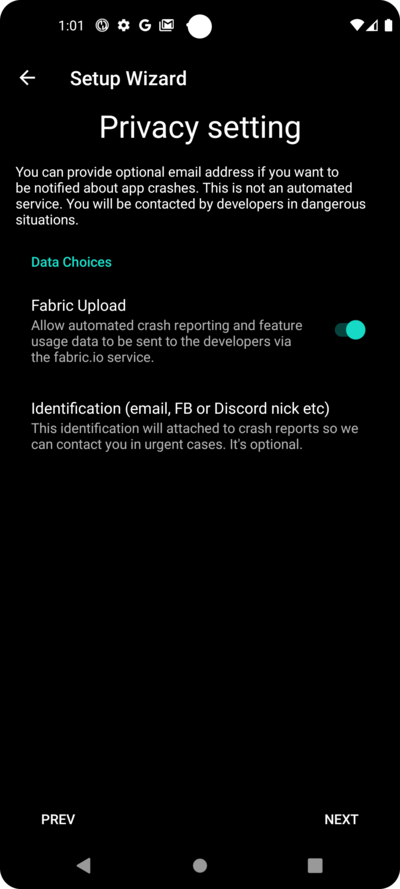 1:01
Setup Wizard
Privacy setting
You can provide optional email address if you want to
be notified about app crashes. This is not an automated
service. You will be contacted by developers in dangerous
situations.
Data Choices
Fabric Upload
Allow automated crash reporting and feature
usage data to be sent to the developers via
the fabric.io service.
Identification (email, FB or Discord nick etc)
This identification will attached to crash reports so we
can contact you in urgent cases. It's optional.
PREV NEXT